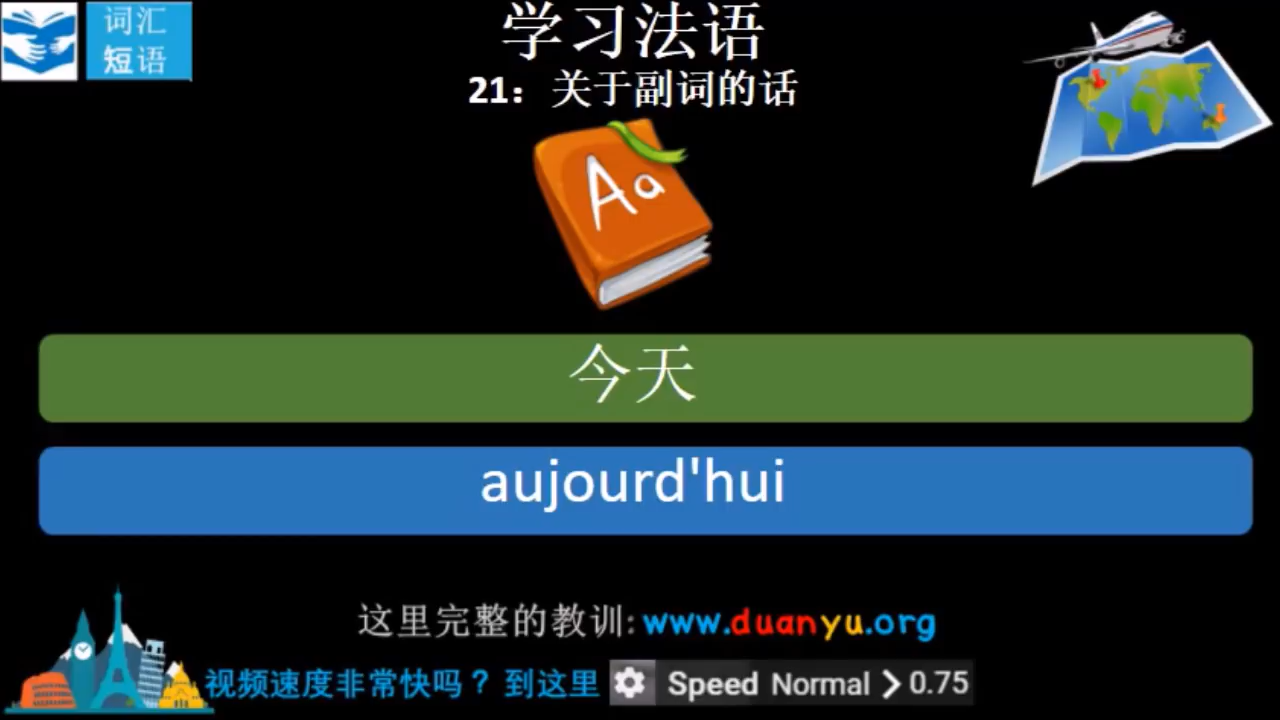 词汇
短语
学习法语
21：关于副词的话
Aa
今天
aujourd'hui
这里完整的教训: www.duanyu.org
视频速度非常快吗？ 到这里 Speed Normal > 0.75